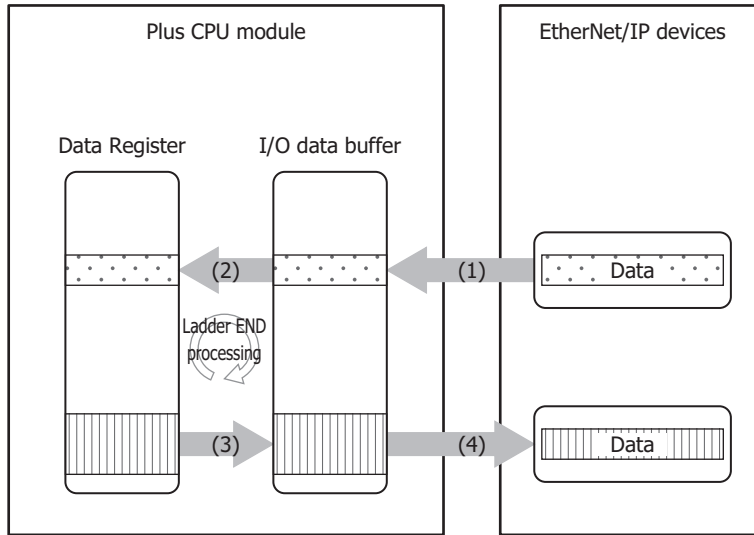 Plus CPU module
EtherNet/IP devices
Data Register
I/O data buffer
(2)
(1)
Data
Ladder END
processing
(3)
(4)
Data